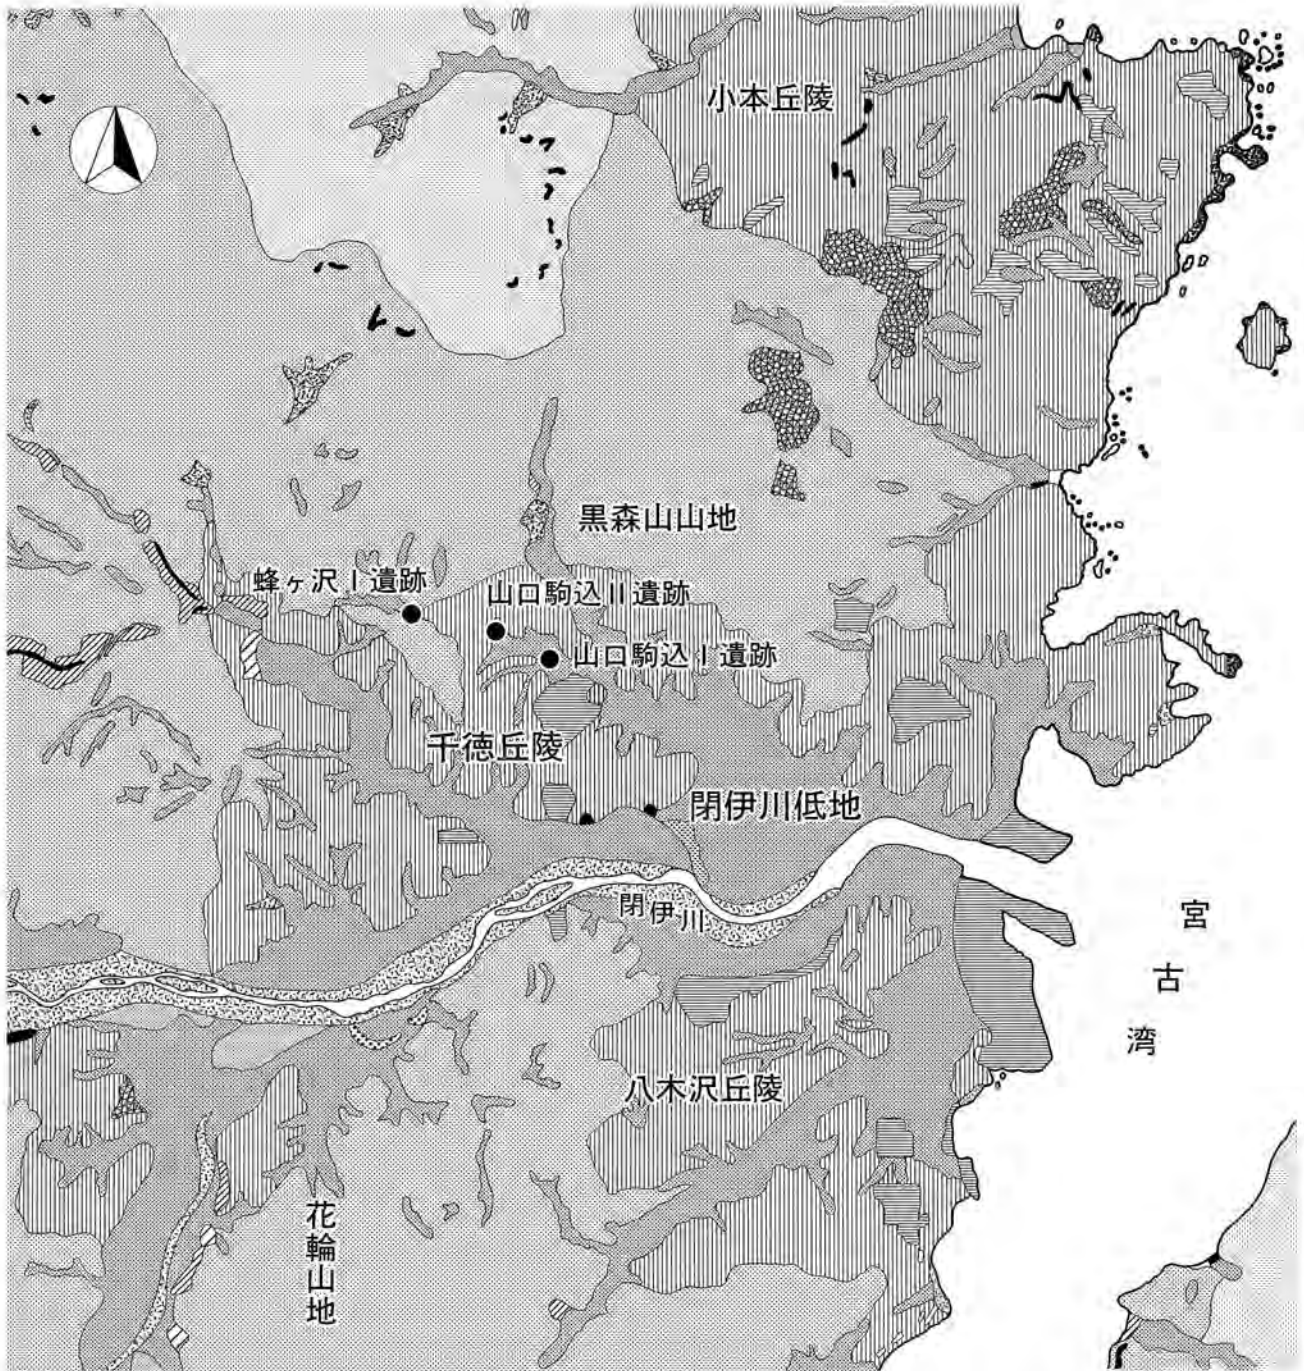 小本丘陵
黒森山山地
蜂ヶ沢Ⅰ遺跡
山口駒込Ⅱ遺跡
山口駒込Ⅰ遺跡
千徳丘陵
閉伊川低地
閉伊川
宮古湾
八木沢丘陵
花輪山地